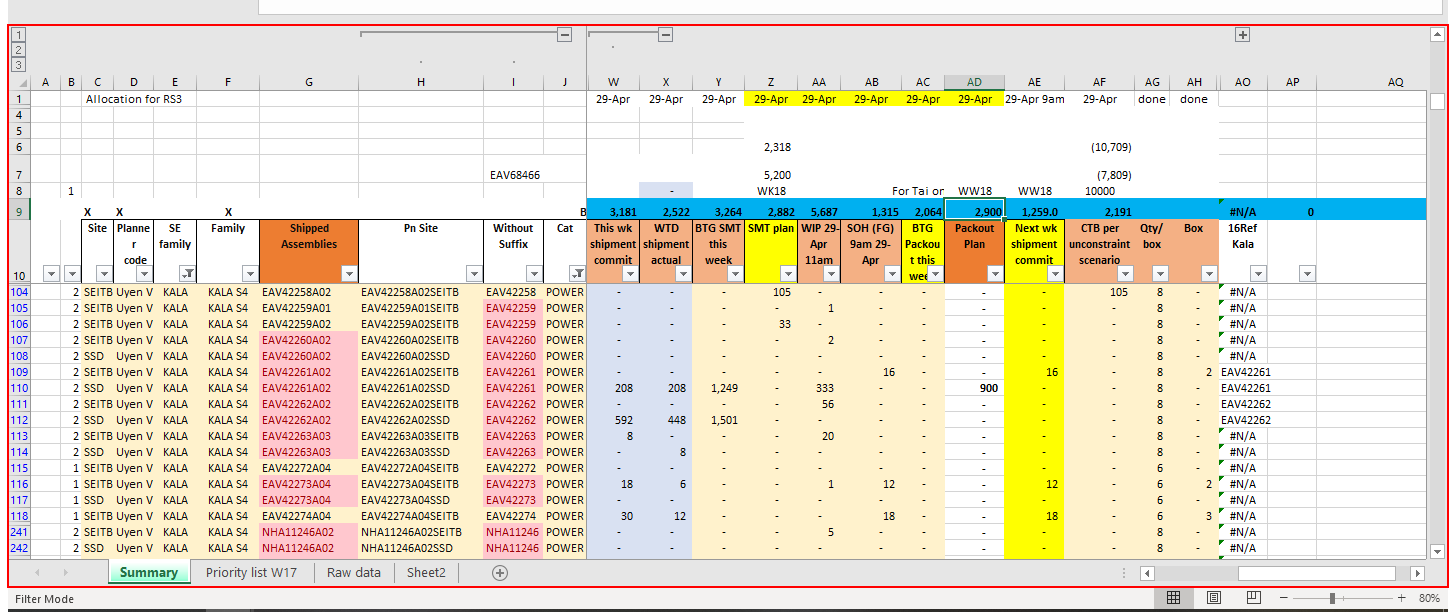 1
2
3
A B C D E F G H I J W X Y Z AA AB AC AD AE AF AG AH AO AP AQ
1 Allocation for RS3 29-Apr 29-Apr 29-Apr 29-Apr 29-Apr 29-Apr 29-Apr 29-Apr 29-Apr 9am 29-Apr done done
4
5
6 2,318 (10,709)
7 EAV68466 5,200 (7,809)
8 1 - WK18 For Tai or WW18 WW18 10000
9 X X X B 3,181 2,522 3,264 2,882 5,687 1,315 2,064 2,900 1,259.0 2,191 #N/A 0
Site Planne SE Family Shipped Pn Site Without Cat This wk WTD BTG SMT SMT plan WIP 29- SOH (FG) BTG Packout Next wk CTB per Qty/ Box 16Ref
r family Assemblies Suffix shipment shipment this Apr 9am 29- Packou Plan shipment unconstraint box Kala
code commit actual week 11am Apr t this commit scenario
10 wee
104 2 SEITB Uyen V KALA KALA S4 EAV42258A02 EAV42258A02SEITB EAV42258 POWER - - - 105 - - - - - 105 8 - #N/A
105 2 SEITB Uyen V KALA KALA S4 EAV42259A01 EAV42259A01SEITB EAV42259 POWER - - - - 1 - - - - - 8 - #N/A
106 2 SEITB Uyen V KALA KALA S4 EAV42259A02 EAV42259A02SEITB EAV42259 POWER - - - 33 - - - - - - 8 - #N/A
107 2 SEITB Uyen V KALA KALA S4 EAV42260A02 EAV42260A02SEITB EAV42260 POWER - - - - 2 - - - - - 8 - #N/A
108 2 SSD Uyen V KALA KALA S4 EAV42260A02 EAV42260A02SSD EAV42260 POWER - - - - - - - - - - 8 - #N/A
109 2 SEITB Uyen V KALA KALA S4 EAV42261A02 EAV42261A02SEITB EAV42261 POWER - - - - - 16 - - 16 - 8 2 EAV42261
110 2 SSD Uyen V KALA KALA S4 EAV42261A02 EAV42261A02SSD EAV42261 POWER 208 208 1,249 - 333 - - 900 - - 8 - EAV42261
111 2 SEITB Uyen V KALA KALA S4 EAV42262A02 EAV42262A02SEITB EAV42262 POWER - - - - 56 - - - - - 8 - EAV42262
112 2 SSD Uyen V KALA KALA S4 EAV42262A02 EAV42262A02SSD EAV42262 POWER 592 448 1,501 - - - - - - - 8 - EAV42262
113 2 SEITB Uyen V KALA KALA S4 EAV42263A03 EAV42263A03SEITB EAV42263 POWER 8 - - - 20 - - - - - 8 - #N/A
114 2 SSD Uyen V KALA KALA S4 EAV42263A03 EAV42263A03SSD EAV42263 POWER - 8 - - - - - - - - 8 - #N/A
115 1 SEITB Uyen V KALA KALA S4 EAV42272A04 EAV42272A04SEITB EAV42272 POWER - - - - - - - - - - 6 - #N/A
116 1 SEITB Uyen V KALA KALA S4 EAV42273A04 EAV42273A04SEITB EAV42273 POWER 18 6 - - 1 12 - - 12 - 6 2 #N/A
117 1 SSD Uyen V KALA KALA S4 EAV42273A04 EAV42273A04SSD EAV42273 POWER - - - - - - - - - - 6 - #N/A
118 1 SEITB Uyen V KALA KALA S4 EAV42274A04 EAV42274A04SEITB EAV42274 POWER 30 12 - - - 18 - - 18 - 6 3 #N/A
241 2 SEITB Uyen V KALA KALA S4 NHA11246A02 NHA11246A02SEITB NHA11246 POWER - - - - 5 - - - - - 8 - #N/A
242 2 SSD Uyen V KALA KALA S4 NHA11246A02 NHA11246A02SSD NHA11246 POWER - - - - - - - - - - 8 - #N/A
Summary Priority list W17 Raw data Sheet2
Filter Mode 80%